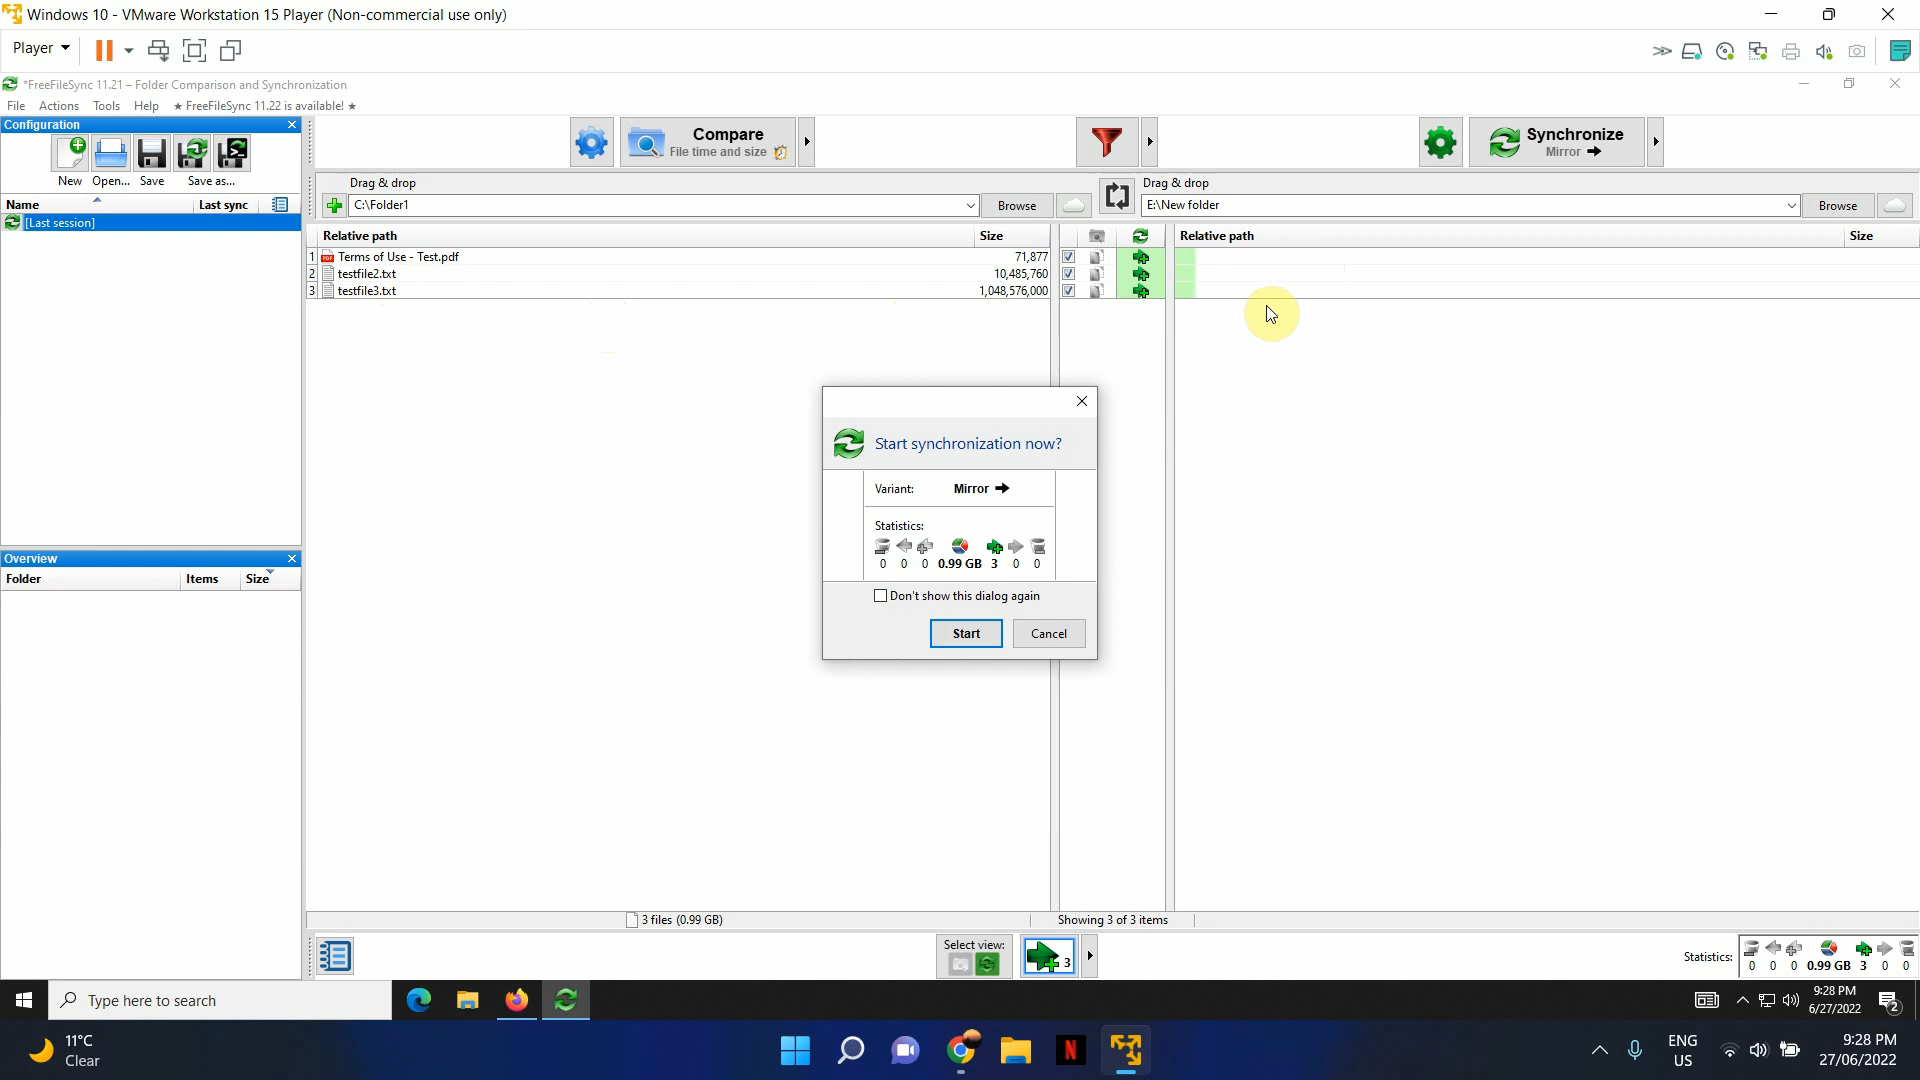 Windows 10 - VMware Workstation 15 Player (Non-commercial use only)
Player
*FreeFileSync 11.21 – Folder Comparison and Synchronization
File Actions Tools Help ★ FreeFileSync 11.22 is available! ★
Configuration
New Open... Save Save as...
Name Last sync
[Last session]
Compare
File time and size
Synchronize
Mirror
Drag & drop
C:\Folder1
Browse
Drag & drop
E:\New folder
Browse
Relative path Size
Relative path Size
1 Terms of Use - Test.pdf 71,877
2 testfile2.txt 10,485,760
3 testfile3.txt 1,048,576,000
Start synchronization now?
Variant: Mirror
Statistics:
0 0 0 0.99 GB 3 0 0
Don't show this dialog again
Start Cancel
Overview
Folder Items Size
3 files (0.99 GB) Showing 3 of 3 items
Select view:
3
Statistics:
0 0 0 0.99 GB 3 0 0
Type here to search
9:28 PM
6/27/2022
2
11°C
Clear
N
ENG
US
9:28 PM
27/06/2022